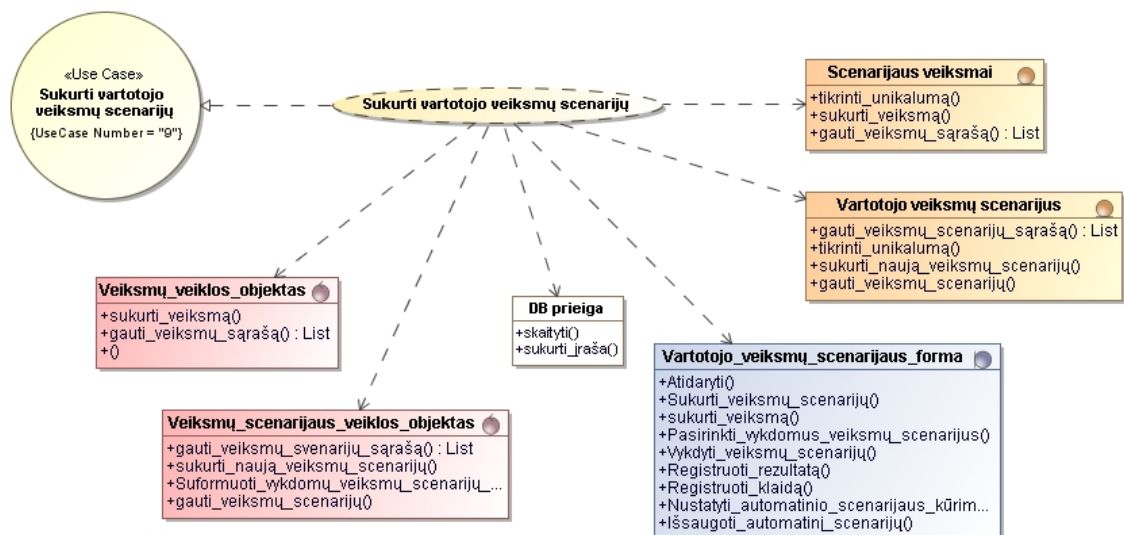 «Use Case»
Sukurti vartotojo
veiksmų scenarijų
{UseCase Number = "9"}
Sukurti vartotojo veiksmų scenarijų
Scenarijaus veiksmai
+tikrinti_unikalumą()
+sukurti_veiksmą()
+gauti_veiksmų_sąrašą() : List
Vartotojo veiksmų scenarijus
+gauti_veiksmų_scenarijų_sąrašą() : List
+tikrinti_unikalumą()
+sukurti_naują_veiksmų_scenarijų()
+gauti_veiksmų_scenarijų()
Veiksmų_veiklos_objektas
+sukurti_veiksmą()
+gauti_veiksmų_sąrašą() : List
+()
DB prieiga
+skaityti()
+sukurti_įraša()
Vartotojo_veiksmų_scenarijaus_forma
+Atidaryti()
+Sukurti_veiksmų_scenarijų()
+sukurti_veiksmą()
+Pasirinkti_vykdomus_veiksmų_scenarijus()
+Vykdyti_veiksmų_scenarijų()
+Registruoti_rezultatą()
+Registruoti_klaidą()
+Nustatyti_automatinio_scenarijaus_kūrim...
+Išsaugoti_automatinį_scenarijų()
Veiksmų_scenarijaus_veiklos_objektas
+gauti_veiksmų_svenarijų_sąrašą() : List
+sukurti_naują_veiksmų_scenarijų()
+Suformuoti_vykdomų_veiksmų_scenarijų_...
+gauti_veiksmų_scenarijų()